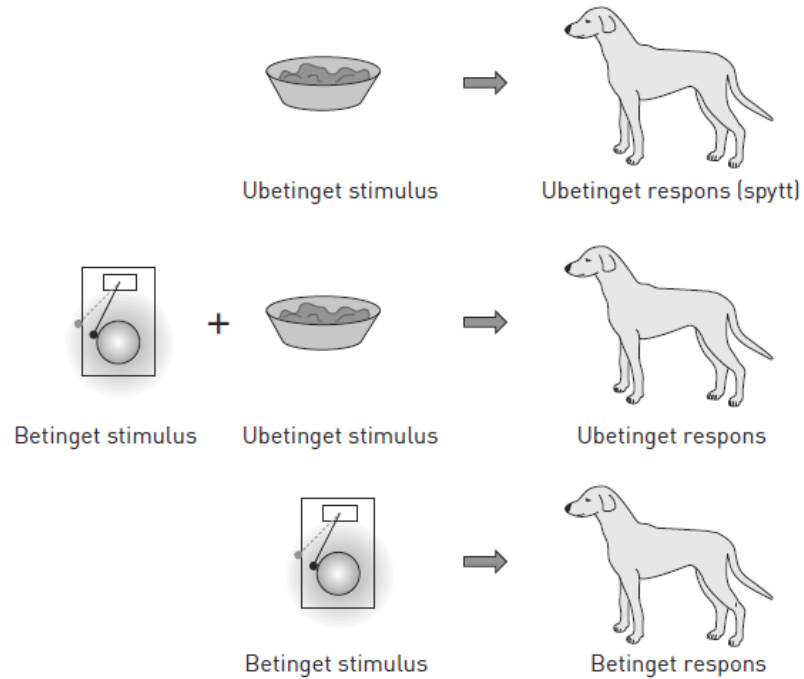 Ubetinget stimulus
Ubetinget respons (spytt)
+
Betinget stimulus
Ubetinget stimulus
Ubetinget respons
Betinget stimulus
Betinget respons